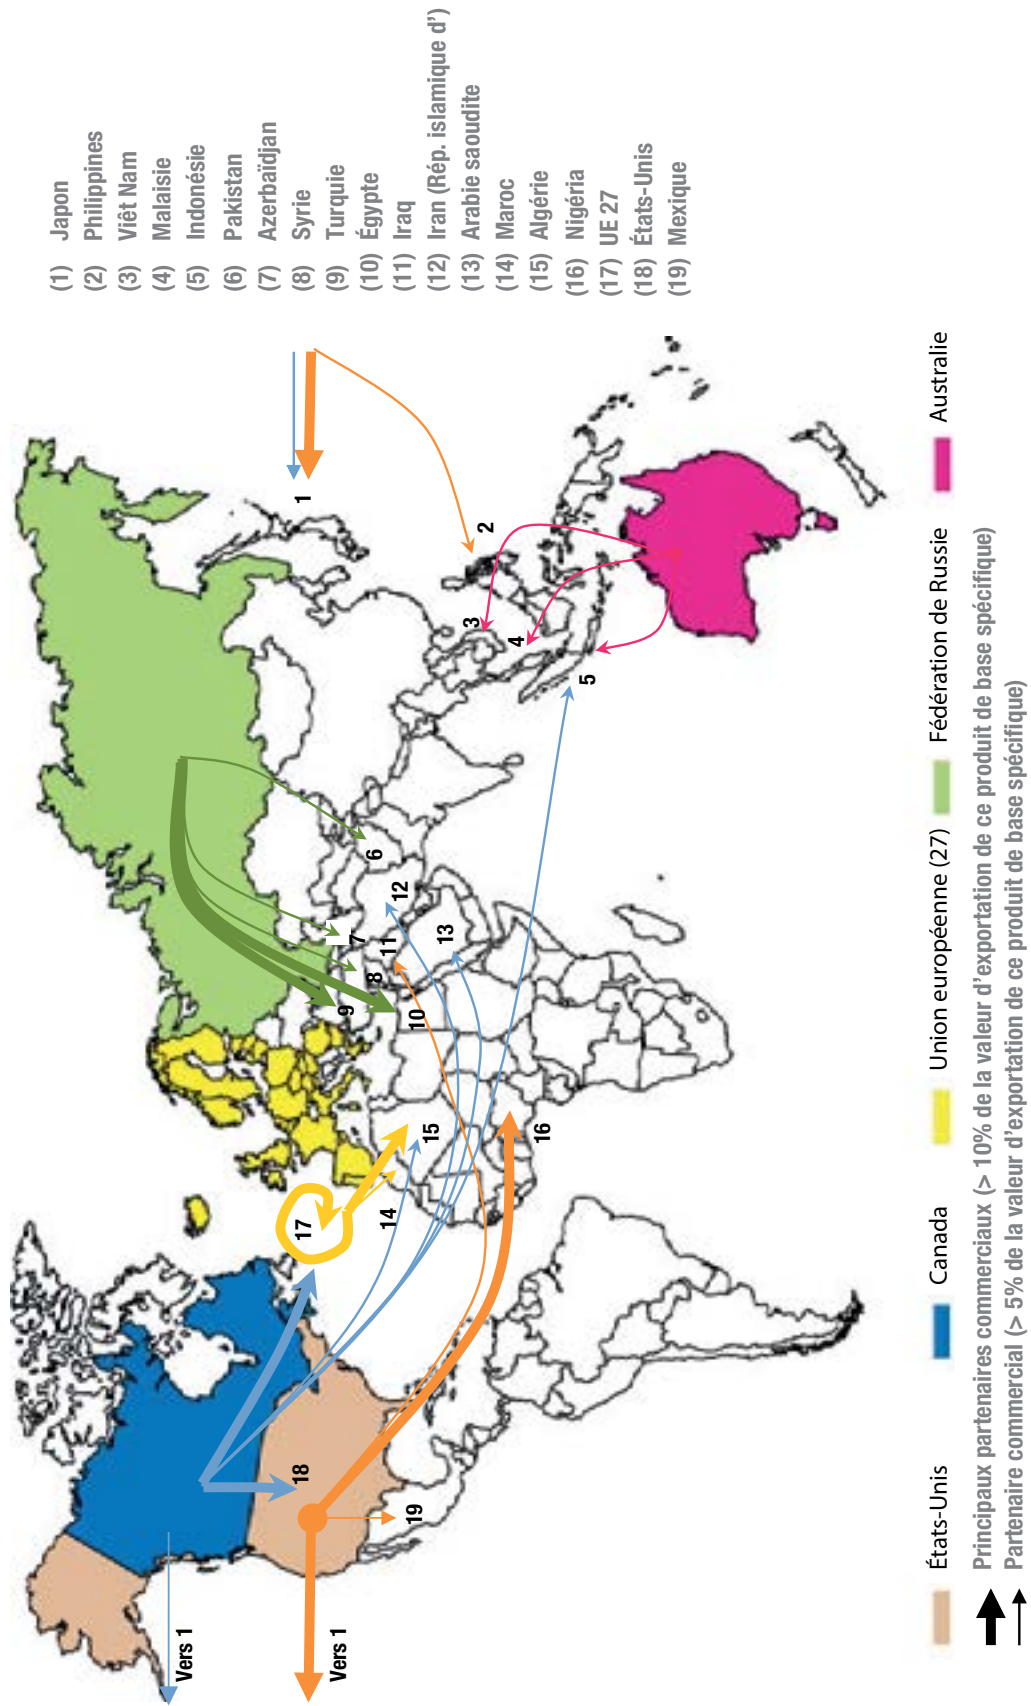 (1) Japon
(2) Philippines
(3) Viêt Nam
(4) Malaisie
(5) Indonésie
(6) Pakistan
(7) Azerbaïdjan
(8) Syrie
(9) Turquie
(10) Égypte
(11) Iraq
(12) Iran (Rép. islamique d')
(13) Arabie saoudite
(14) Maroc
(15) Algérie
(16) Nigéria
(17) UE 27
(18) États-Unis
(19) Mexique
Vers 1
Vers 1
1
2
3
4
5
6
7
8
9
10
11
12
13
14
15
16
17
18
19
États-Unis
Canada
Union européenne (27)
Fédération de Russie
Australie
Principaux partenaires commerciaux (> 10% de la valeur d'exportation de ce produit de base spécifique)
Partenaire commercial (> 5% de la valeur d'exportation de ce produit de base spécifique)